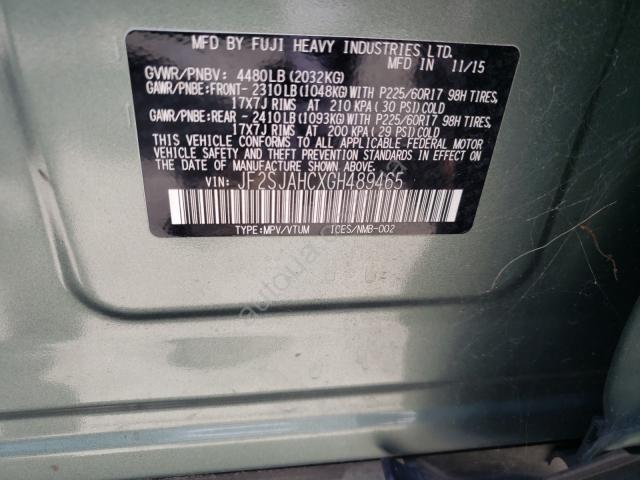 MFD BY FUJI HEAVY INDUSTRIES LTD.
MFD IN 11/15
GVWR/PNBV: 4480LB(2032KG)
GAWR/PNBE:FRONT- 2310LB(1048KG)WITH P225/60R17 98H TIRES,
17X7J RIMS AT 210 KPA(30 PSI)COLD
GAWR/PNBE:REAR - 2410LB(1093KG)WITH P225/60R17 98H TIRES,
17X7J RIMS AT 200 KPA(29 PSI)COLD
THIS VEHICLE CONFORMS TO ALL APPLICABLE FEDERAL MOTOR
VEHICLE SAFETY AND THEFT PREVENTION STANDARDS IN EFFECT ON
THE DATE OF MANUFACTURE SHOWN ABOVE.
VIN: JF2SJAHCXGH489465
TYPE:MPV/VTUM ICES/NMB-002